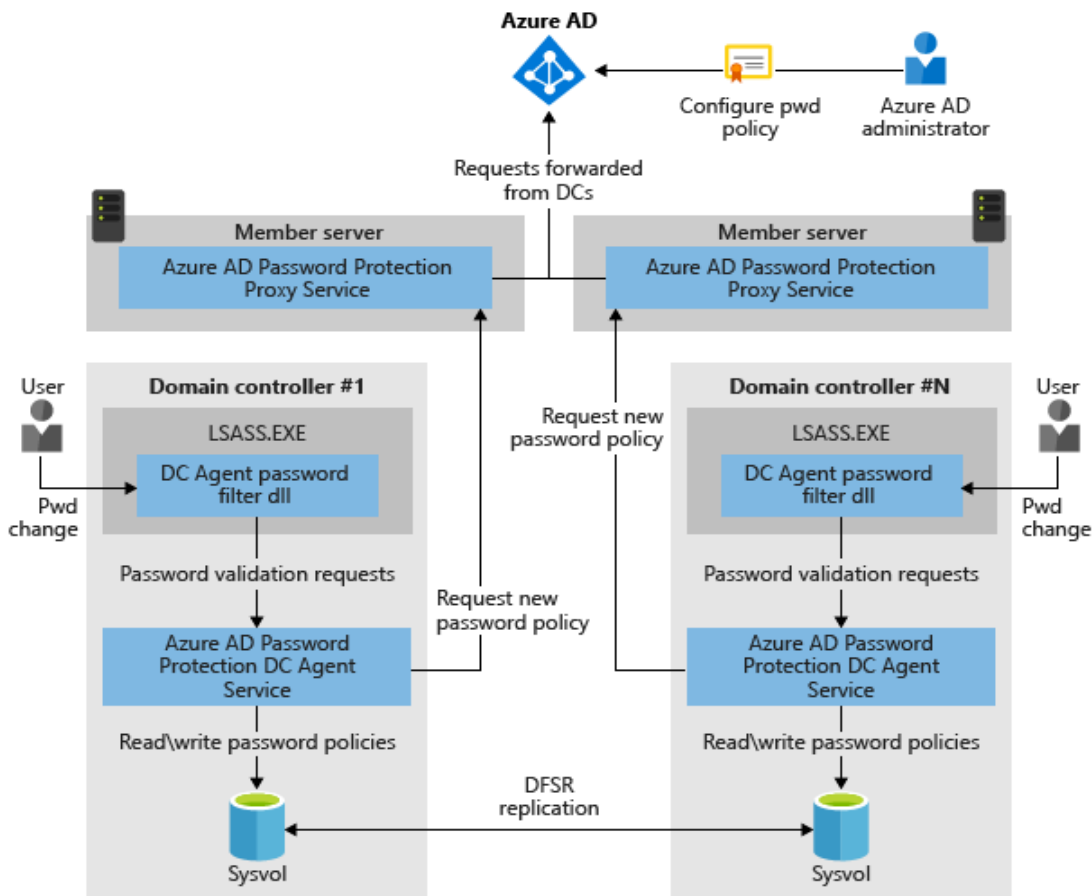 Azure AD
Configure pwd
policy
Azure AD
administrator
Requests forwarded
from DCs
Member server
Azure AD Password Protection
Proxy Service
Member server
Azure AD Password Protection
Proxy Service
User
Domain controller #1
LSASS.EXE
DC Agent password
filter dll
Pwd
change
Password validation requests
Request new
password policy
Azure AD Password
Protection DC Agent
Service
Read\write password policies
Sysvol
DFSR
replication
Request new
password policy
Domain controller #N
User
LSASS.EXE
DC Agent password
filter dll
Pwd
change
Password validation requests
Azure AD Password
Protection DC Agent
Service
Read\write password policies
Sysvol